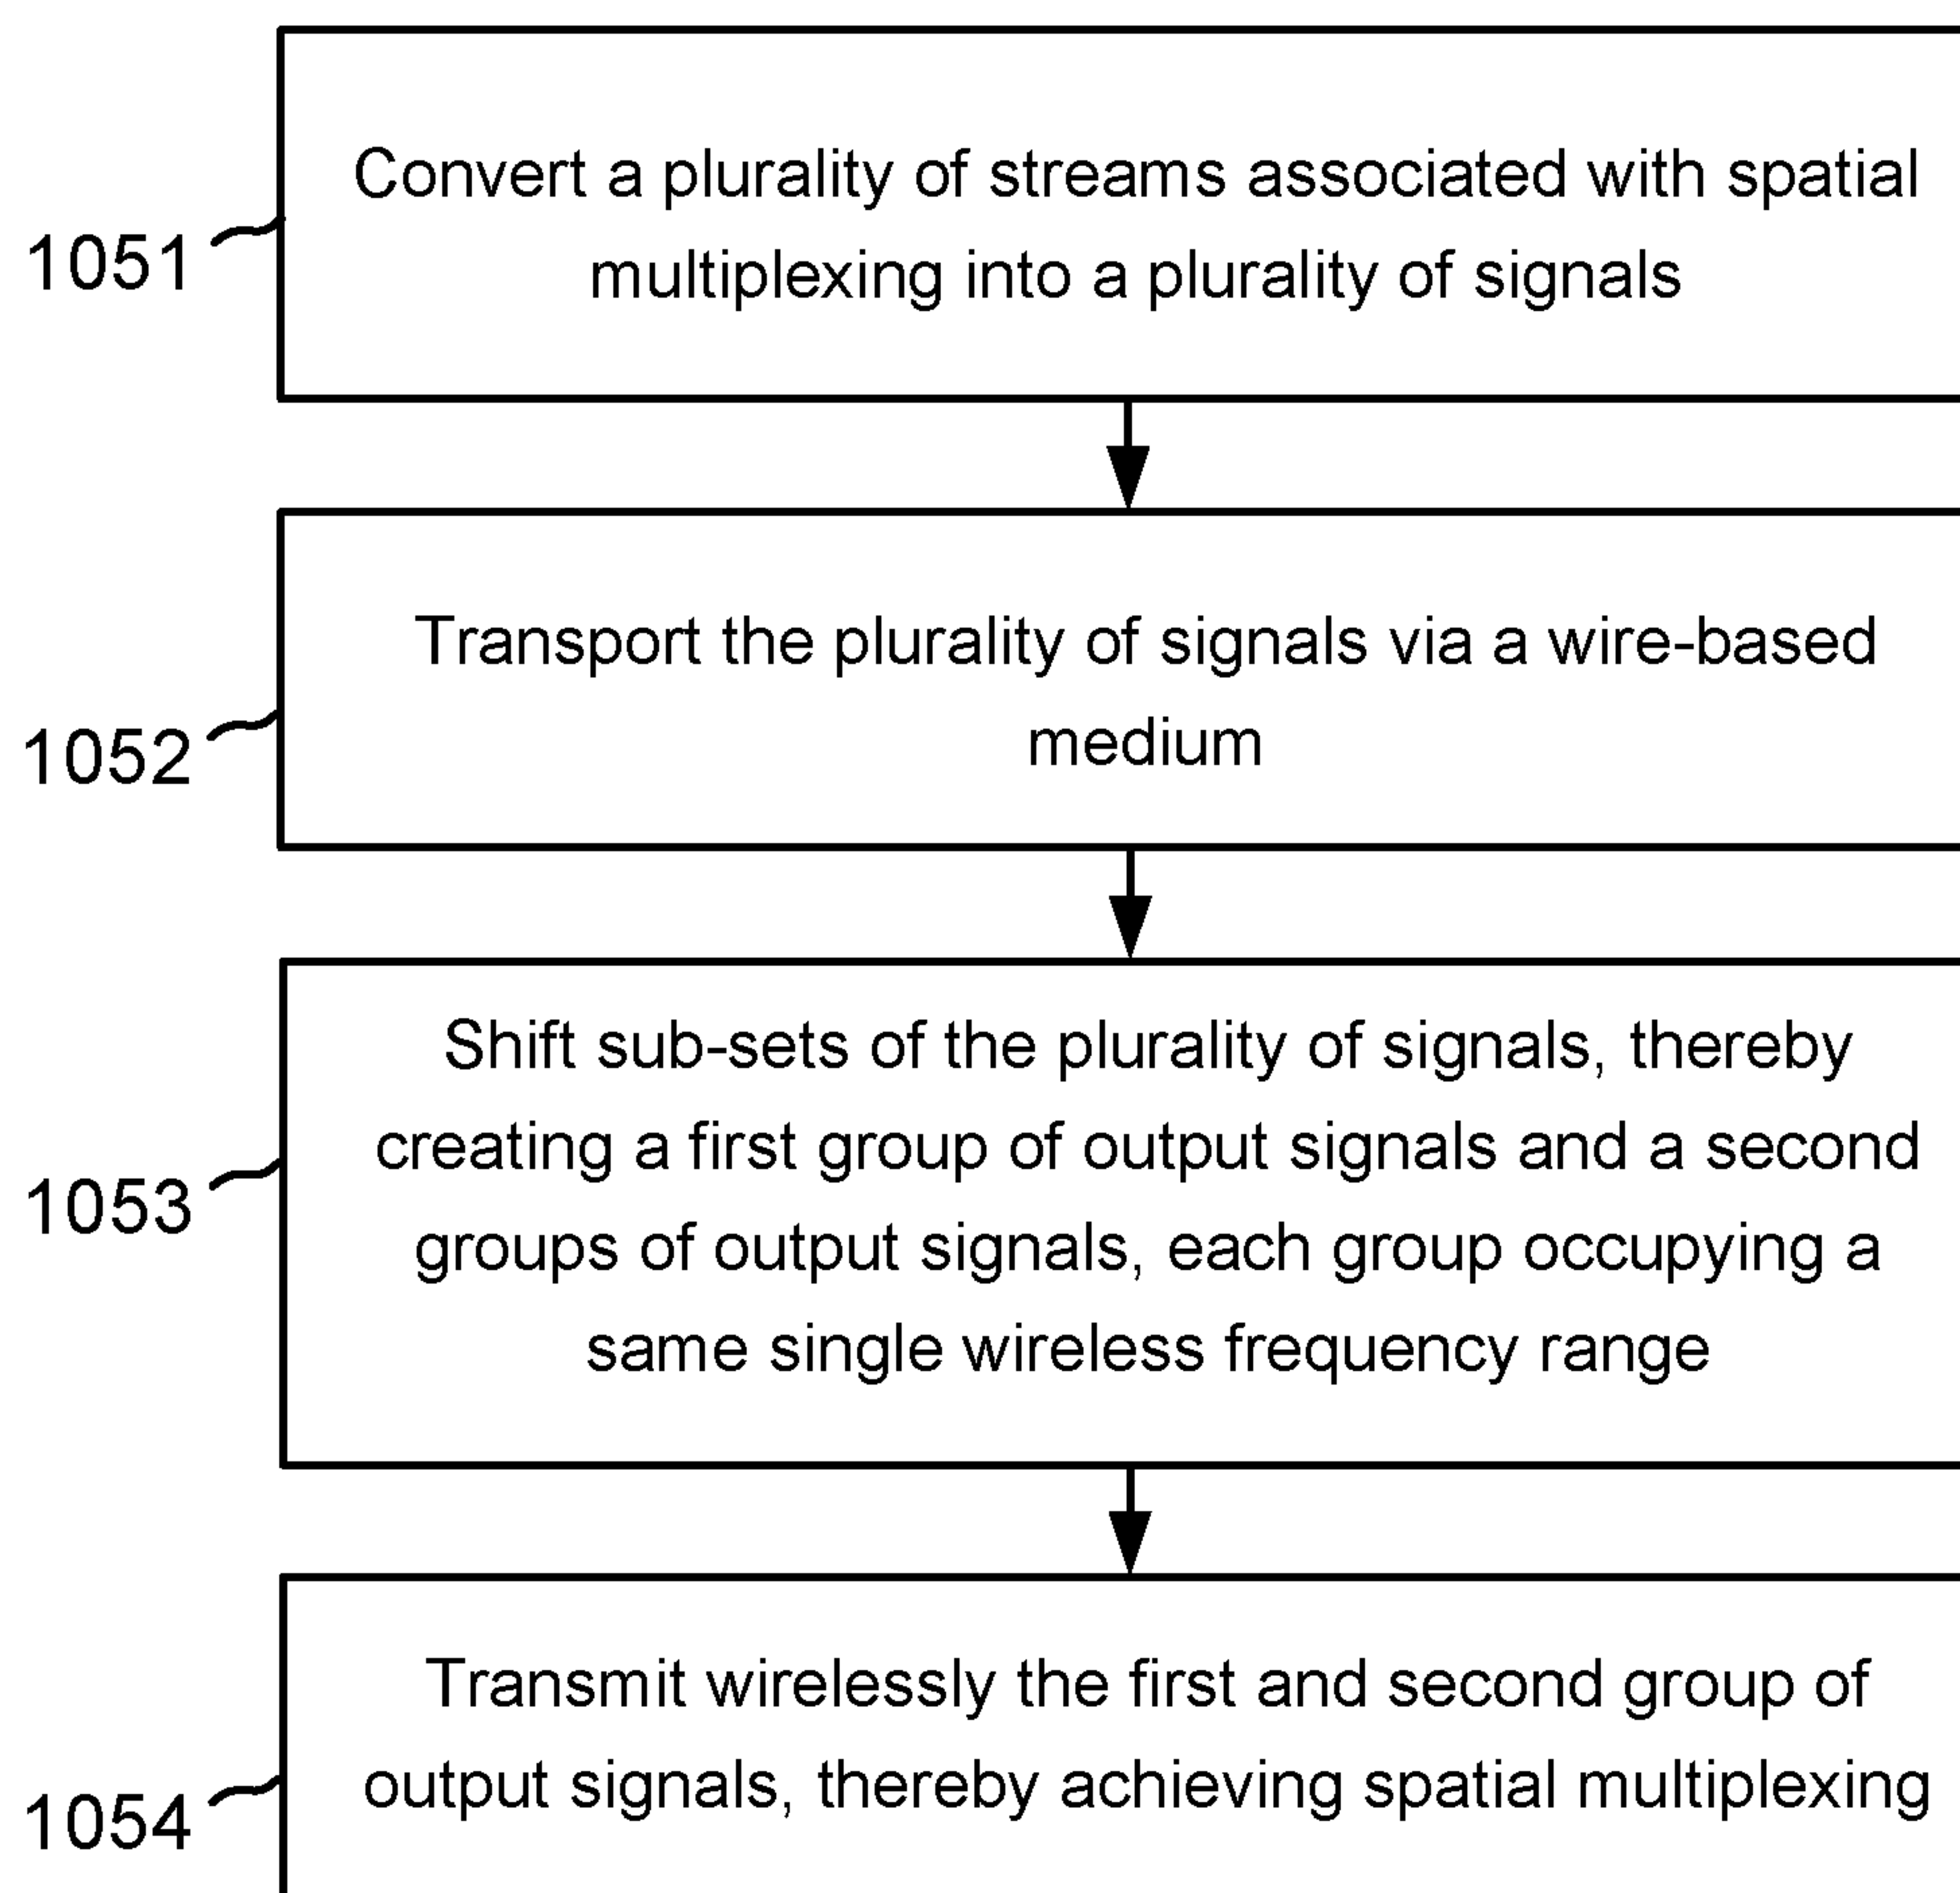 Convert a plurality of streams associated with spatial
multiplexing into a plurality of signals
1051
Transport the plurality of signals via a wire-based
medium
1052
Shift sub-sets of the plurality of signals, thereby
creating a first group of output signals and a second
groups of output signals, each group occupying a
same single wireless frequency range
1053
Transmit wirelessly the first and second group of
output signals, thereby achieving spatial multiplexing
1054